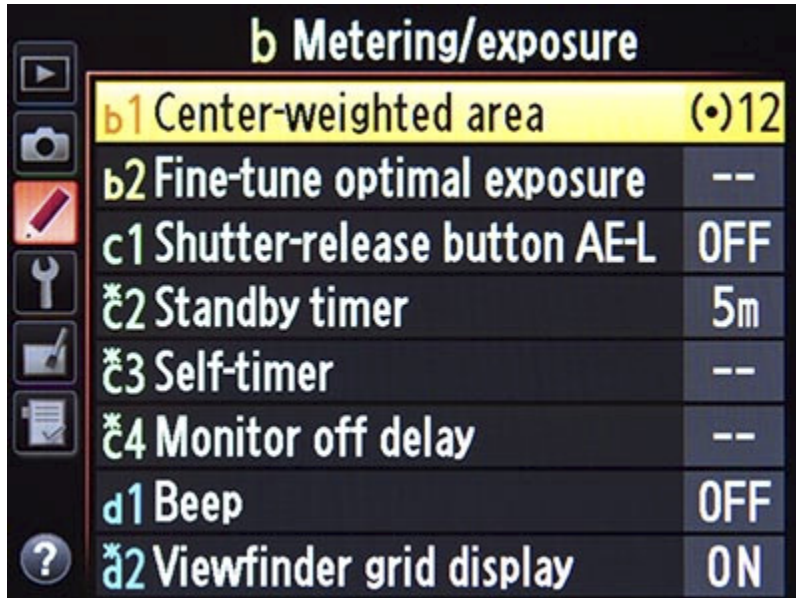 b Metering/exposure
b1 Center-weighted area (•)12
b2 Fine-tune optimal exposure --
c1 Shutter-release button AE-L OFF
*c2 Standby timer 5m
*c3 Self-timer --
*c4 Monitor off delay --
d1 Beep OFF
*d2 Viewfinder grid display ON
?